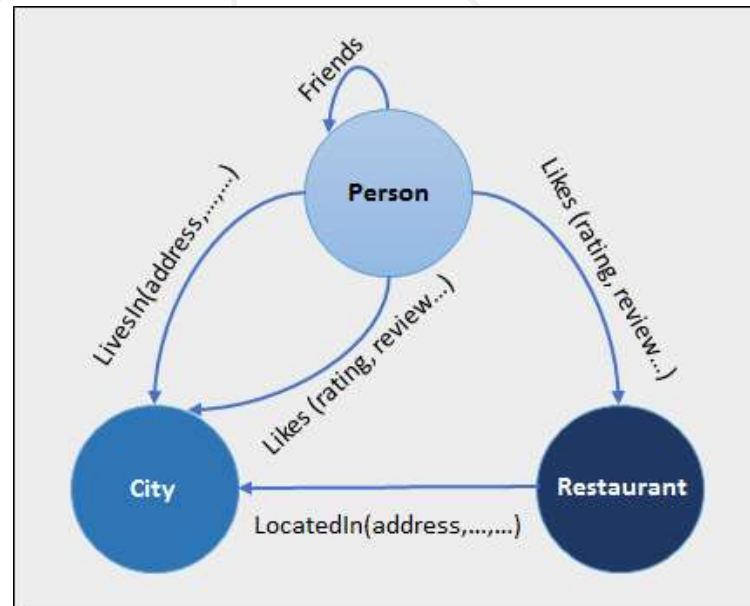 Friends
Person
LivesIn(address,...,...)
Likes (rating, review...)
Likes (rating, review...)
City
Restaurant
LocatedIn(address,...,...)